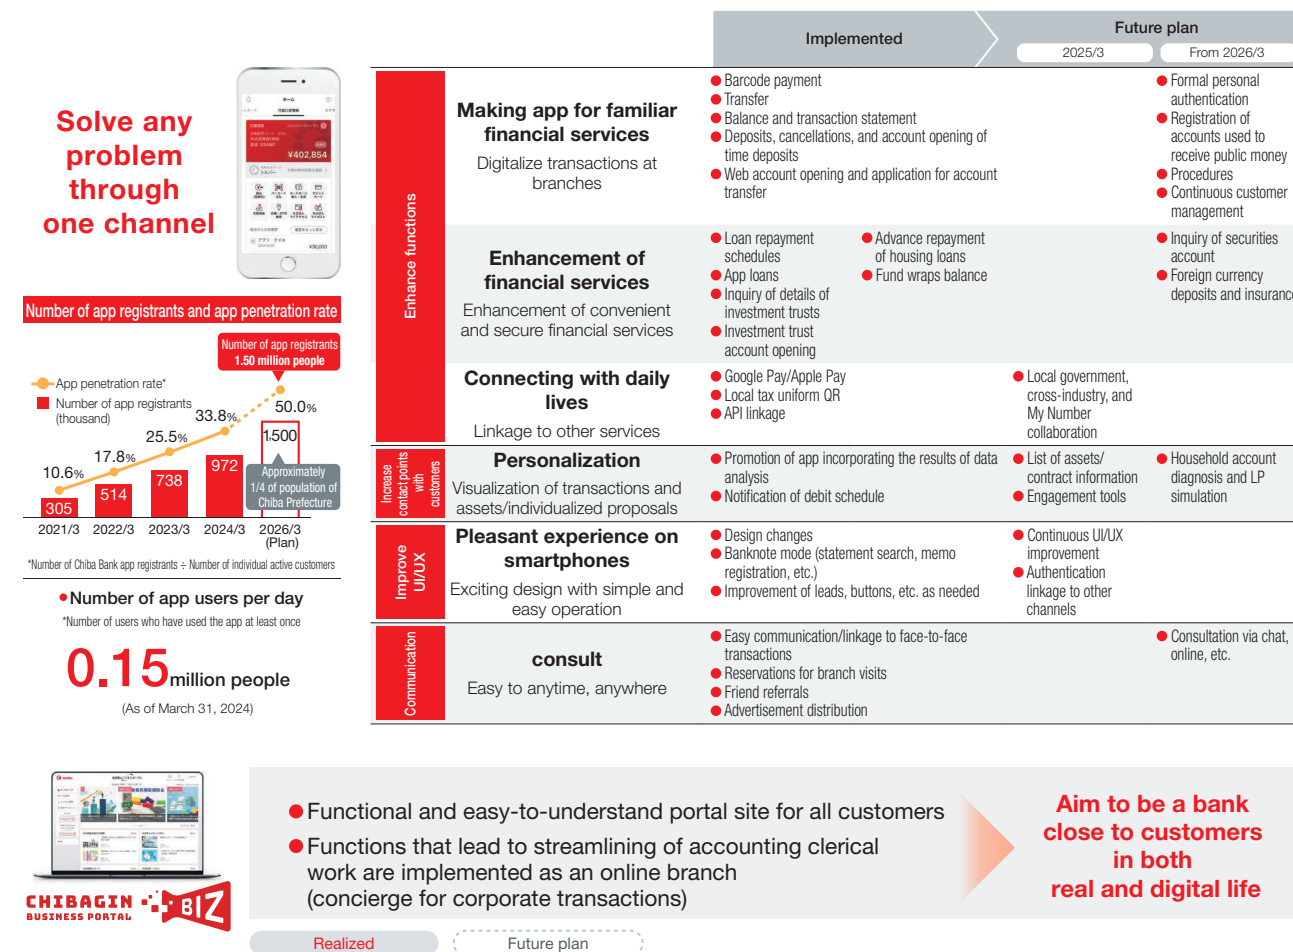 Solve any
problem
through
one channel
ホーム
¥402,854
¥30,000
Number of app registrants and app penetration rate
Number of app registrants
1.50 million people
App penetration rate*
Number of app registrants
(thousand)
10.6%
17.8%
25.5%
33.8%
50.0%
305
514
738
972
1,500
Approximately
1/4 of population of
Chiba Prefecture
2021/3
2022/3
2023/3
2024/3
2026/3
(Plan)
*Number of Chiba Bank app registrants ÷ Number of individual active customers
●Number of app users per day
*Number of users who have used the app at least once
0.15 million people
(As of March 31, 2024)
Implemented
Future plan
2025/3
From 2026/3
Enhance functions
Making app for familiar
financial services
Digitalize transactions at
branches
●Barcode payment
●Transfer
●Balance and transaction statement
●Deposits, cancellations, and account opening of
time deposits
●Web account opening and application for account
transfer
●Formal personal
authentication
●Registration of
accounts used to
receive public money
●Procedures
●Continuous customer
management
Enhancement of
financial services
Enhancement of convenient
and secure financial services
●Loan repayment
schedules
●App loans
●Inquiry of details of
investment trusts
●Investment trust
account opening
●Advance repayment
of housing loans
●Fund wraps balance
●Inquiry of securities
account
●Foreign currency
deposits and insurance
Connecting with daily
lives
Linkage to other services
●Google Pay/Apple Pay
●Local tax uniform QR
●API linkage
●Local government,
cross-industry, and
My Number
collaboration
Increase
contact points
with
customers
Personalization
Visualization of transactions and
assets/individualized proposals
●Promotion of app incorporating the results of data
analysis
●Notification of debit schedule
●List of assets/
contract information
●Engagement tools
●Household account
diagnosis and LP
simulation
Improve
UI/UX
Pleasant experience on
smartphones
Exciting design with simple and
easy operation
●Design changes
●Banknote mode (statement search, memo
registration, etc.)
●Improvement of leads, buttons, etc. as needed
●Continuous UI/UX
improvement
●Authentication
linkage to other
channels
Communication
consult
Easy to anytime, anywhere
●Easy communication/linkage to face-to-face
transactions
●Reservations for branch visits
●Friend referrals
●Advertisement distribution
●Consultation via chat,
online, etc.
CHIBAGIN
BUSINESS PORTAL
BIZ
●Functional and easy-to-understand portal site for all customers
●Functions that lead to streamlining of accounting clerical
work are implemented as an online branch
(concierge for corporate transactions)
Aim to be a bank
close to customers
in both
real and digital life
Realized
Future plan